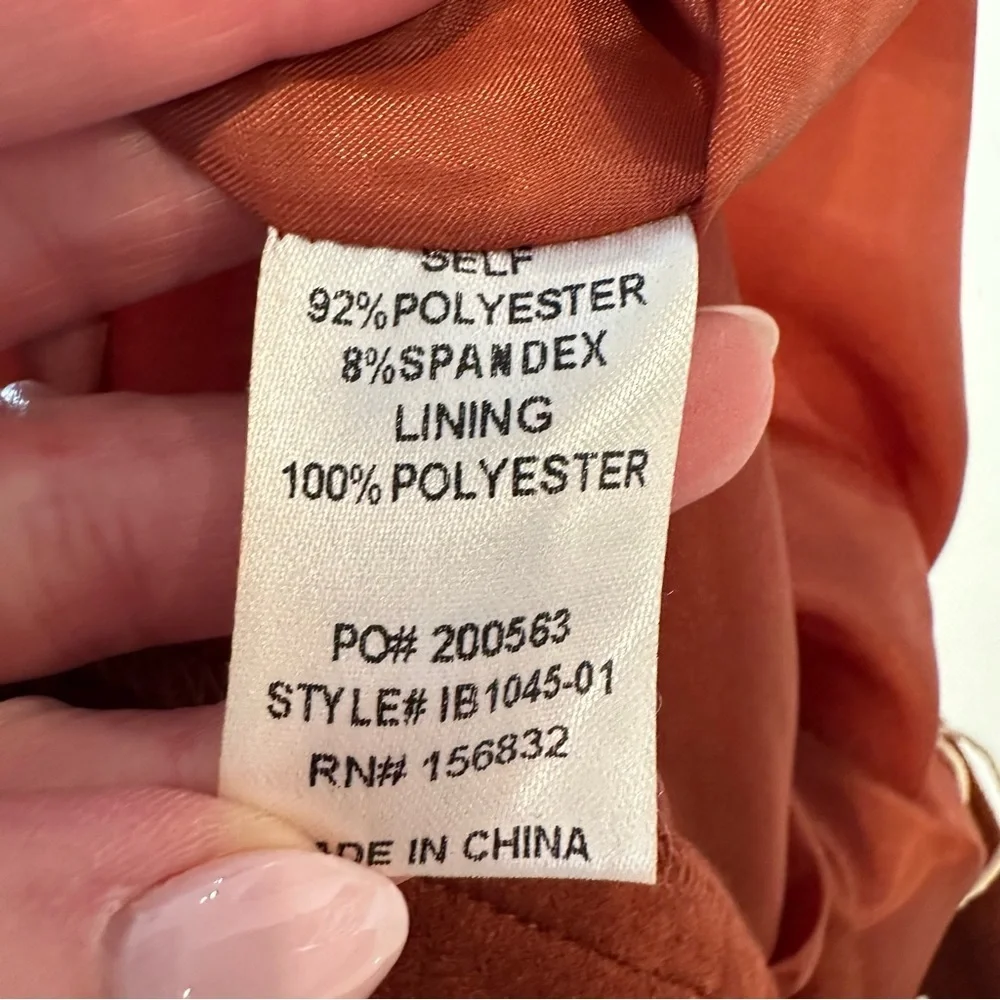 SELF
92%POLYESTER
8%SPANDEX
LINING
100% POLYESTER
PO# 200563
STYLE# IB1045-01
RN# 156832
ADE IN CHINA